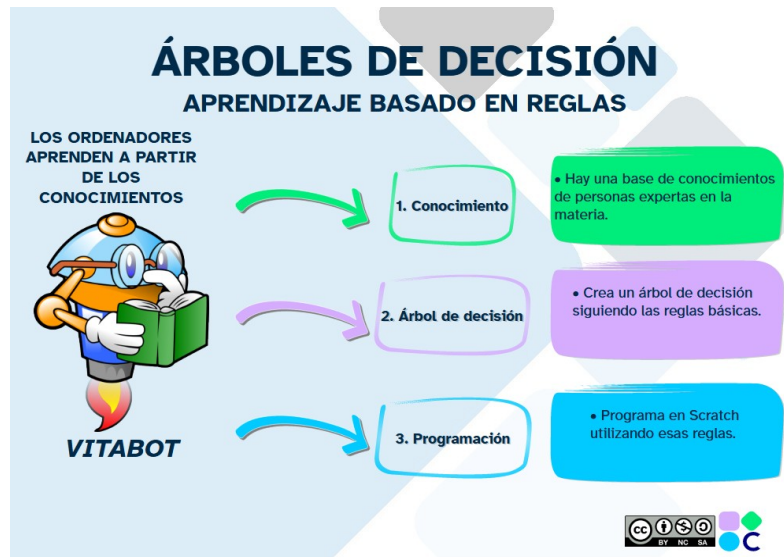 ÁRBOLES DE DECISIÓN
APRENDIZAJE BASADO EN REGLAS
LOS ORDENADORES
APRENDEN A PARTIR
DE LOS
CONOCIMIENTOS
VITABOT
1. Conocimiento
• Hay una base de conocimientos
de personas expertas en la
materia.
2. Árbol de decisión
• Crea un árbol de decisión
siguiendo las reglas básicas.
3. Programación
• Programa en Scratch
utilizando esas reglas.
cc
BY NC SA
C